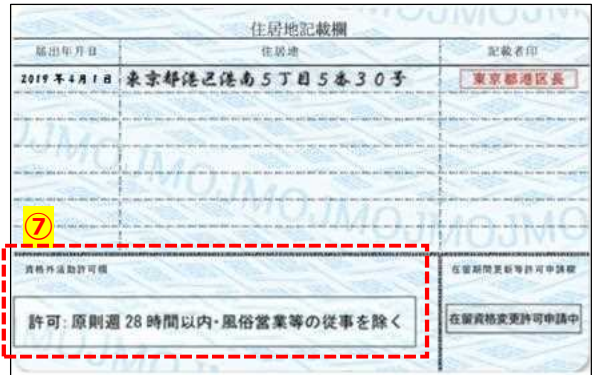 住居地記載欄
届出年月日 住居地 記載者印
2019年4月1日 東京都港区港南5丁目5番30号 東京都港区長
⑦
資格外活動許可欄 在留期間更新等許可申請欄
許可:原則週28時間以内・風俗営業等の従事を除く 在留資格変更許可申請中